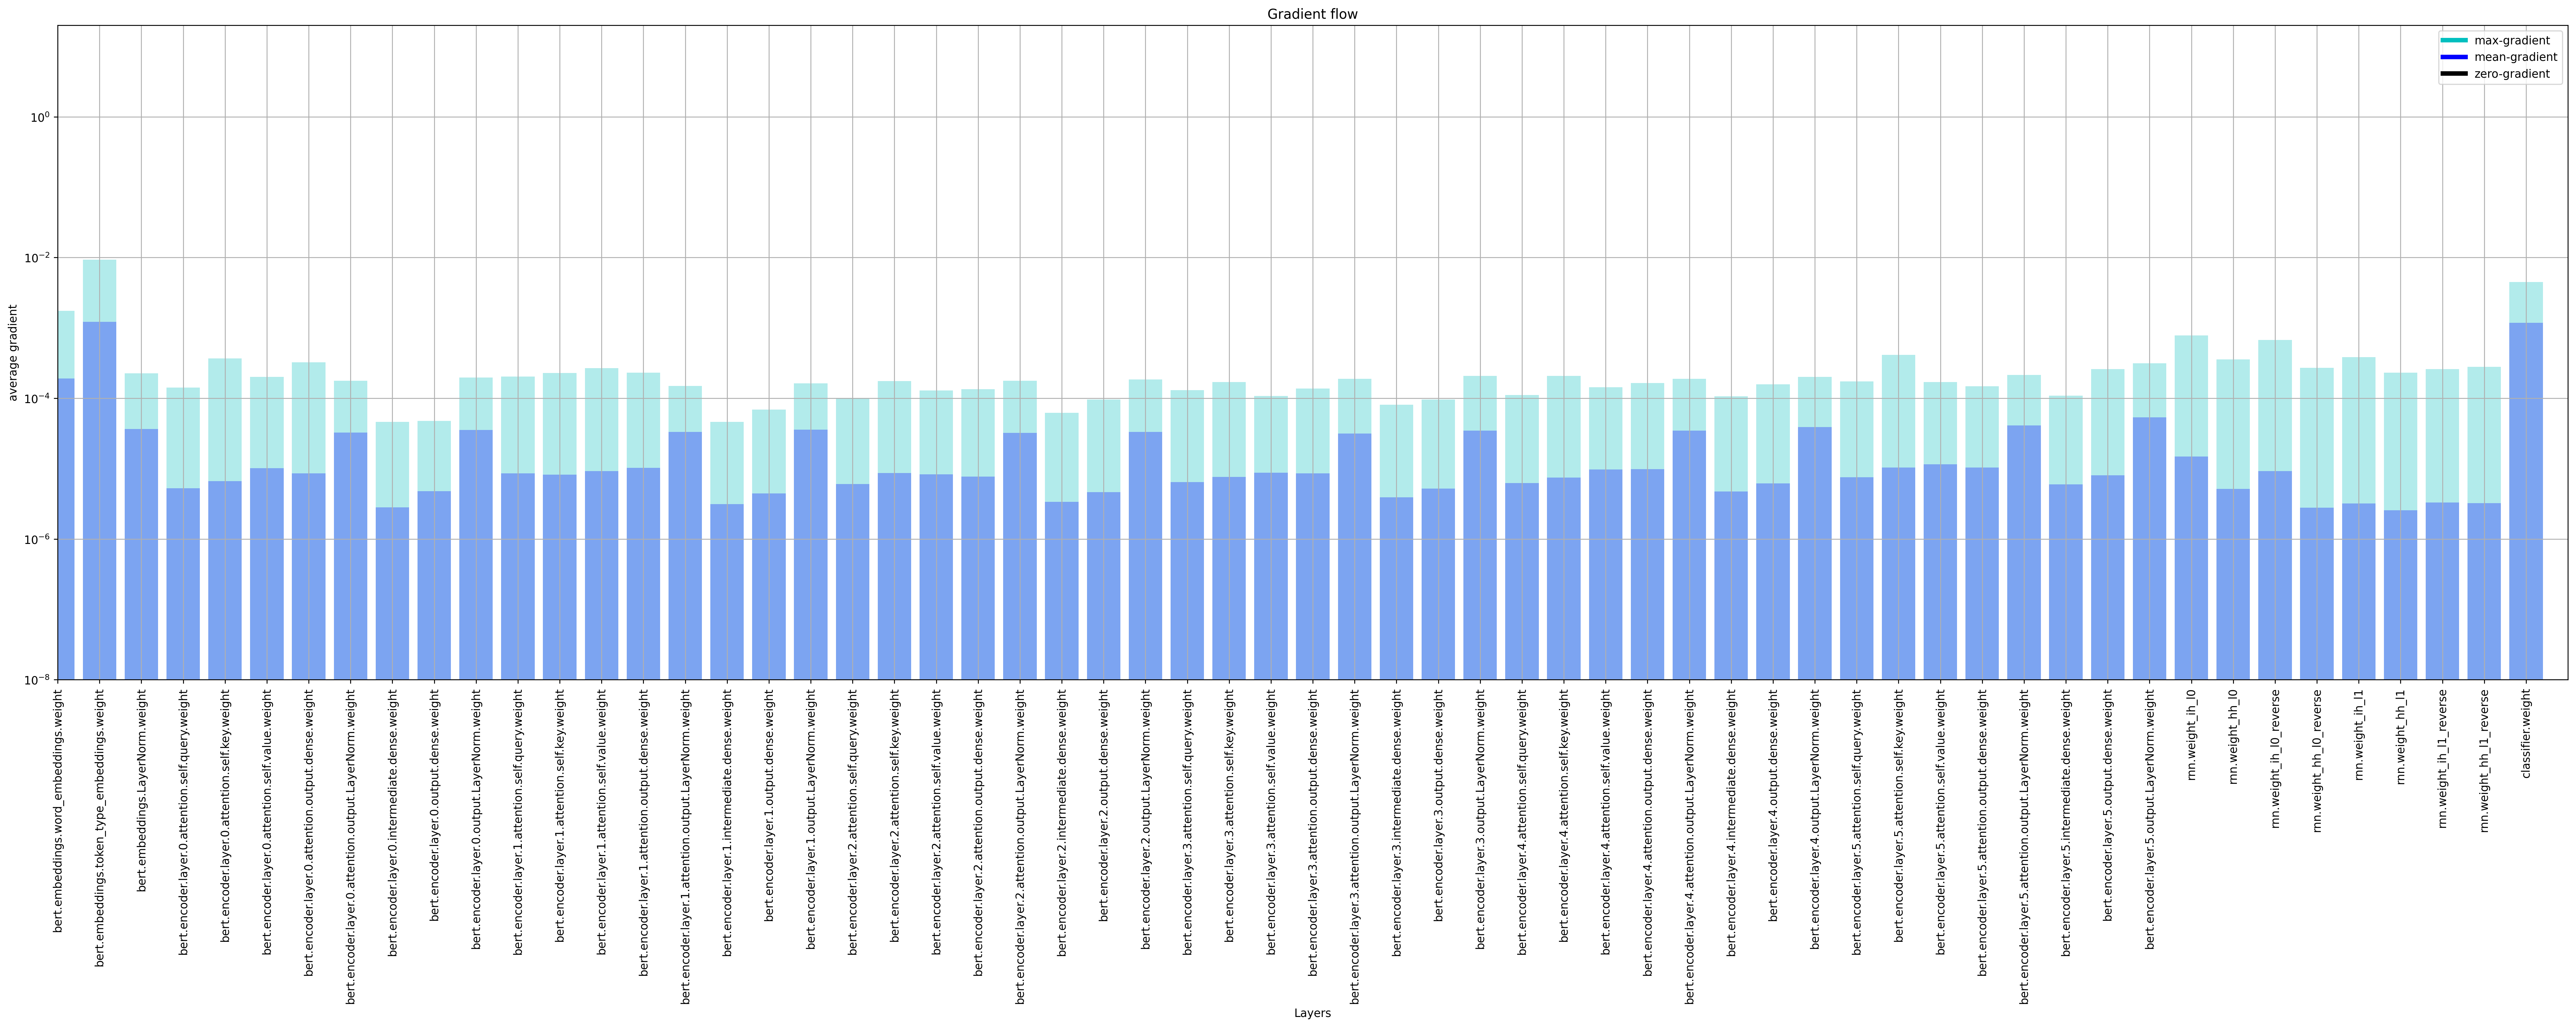 Gradient flow
max-gradient
mean-gradient
zero-gradient
average gradient
10^0
10^-2
10^-4
10^-6
10^-8
bert.embeddings.word_embeddings.weight
bert.embeddings.token_type_embeddings.weight
bert.embeddings.LayerNorm.weight
bert.encoder.layer.0.attention.self.query.weight
bert.encoder.layer.0.attention.self.key.weight
bert.encoder.layer.0.attention.self.value.weight
bert.encoder.layer.0.attention.output.dense.weight
bert.encoder.layer.0.attention.output.LayerNorm.weight
bert.encoder.layer.0.intermediate.dense.weight
bert.encoder.layer.0.output.dense.weight
bert.encoder.layer.0.output.LayerNorm.weight
bert.encoder.layer.1.attention.self.query.weight
bert.encoder.layer.1.attention.self.key.weight
bert.encoder.layer.1.attention.self.value.weight
bert.encoder.layer.1.attention.output.dense.weight
bert.encoder.layer.1.attention.output.LayerNorm.weight
bert.encoder.layer.1.intermediate.dense.weight
bert.encoder.layer.1.output.dense.weight
bert.encoder.layer.1.output.LayerNorm.weight
bert.encoder.layer.2.attention.self.query.weight
bert.encoder.layer.2.attention.self.key.weight
bert.encoder.layer.2.attention.self.value.weight
bert.encoder.layer.2.attention.output.dense.weight
bert.encoder.layer.2.attention.output.LayerNorm.weight
bert.encoder.layer.2.intermediate.dense.weight
bert.encoder.layer.2.output.dense.weight
bert.encoder.layer.2.output.LayerNorm.weight
bert.encoder.layer.3.attention.self.query.weight
bert.encoder.layer.3.attention.self.key.weight
bert.encoder.layer.3.attention.self.value.weight
bert.encoder.layer.3.attention.output.dense.weight
bert.encoder.layer.3.attention.output.LayerNorm.weight
bert.encoder.layer.3.intermediate.dense.weight
bert.encoder.layer.3.output.dense.weight
bert.encoder.layer.3.output.LayerNorm.weight
bert.encoder.layer.4.attention.self.query.weight
bert.encoder.layer.4.attention.self.key.weight
bert.encoder.layer.4.attention.self.value.weight
bert.encoder.layer.4.attention.output.dense.weight
bert.encoder.layer.4.attention.output.LayerNorm.weight
bert.encoder.layer.4.intermediate.dense.weight
bert.encoder.layer.4.output.dense.weight
bert.encoder.layer.4.output.LayerNorm.weight
bert.encoder.layer.5.attention.self.query.weight
bert.encoder.layer.5.attention.self.key.weight
bert.encoder.layer.5.attention.self.value.weight
bert.encoder.layer.5.attention.output.dense.weight
bert.encoder.layer.5.attention.output.LayerNorm.weight
bert.encoder.layer.5.intermediate.dense.weight
bert.encoder.layer.5.output.dense.weight
bert.encoder.layer.5.output.LayerNorm.weight
rnn.weight_ih_l0
rnn.weight_hh_l0
rnn.weight_ih_l0_reverse
rnn.weight_hh_l0_reverse
rnn.weight_ih_l1
rnn.weight_hh_l1
rnn.weight_ih_l1_reverse
rnn.weight_hh_l1_reverse
classifier.weight
Layers